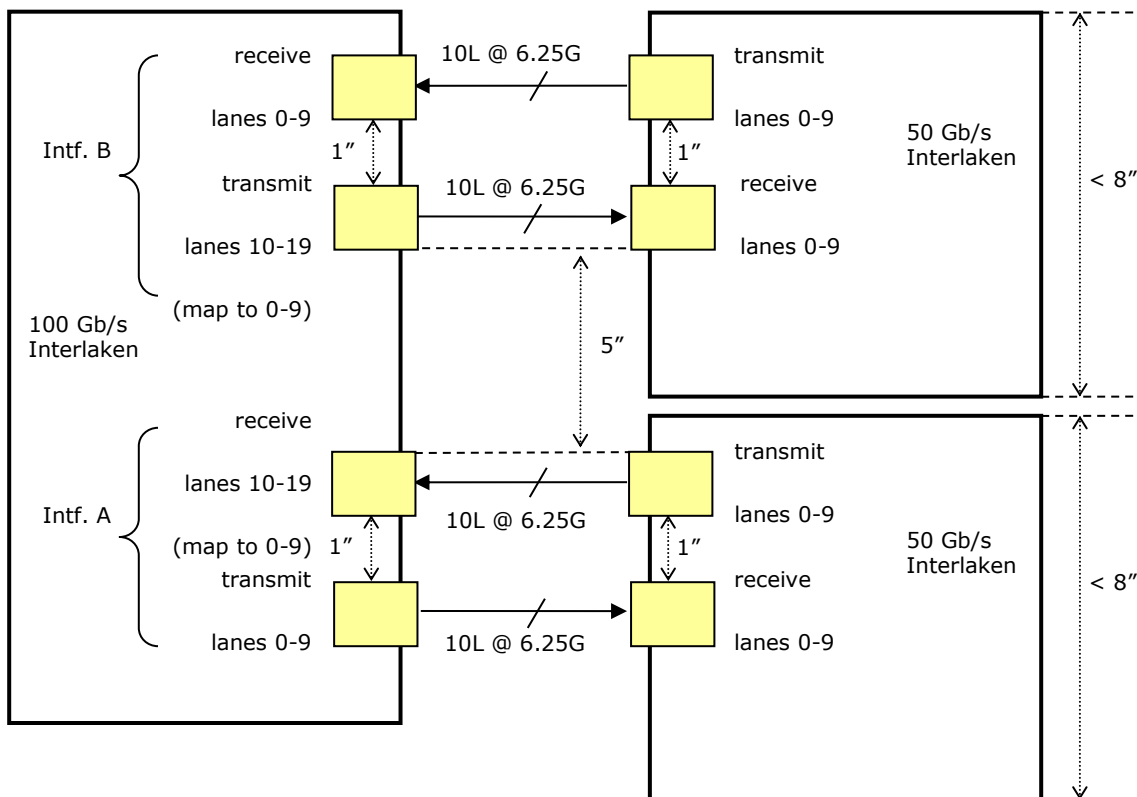 receive
10L @ 6.25G
transmit
lanes 0-9
lanes 0-9
50 Gb/s
Interlaken
Intf. B
1″
1″
transmit
10L @ 6.25G
receive
< 8″
lanes 10-19
lanes 0-9
(map to 0-9)
100 Gb/s
Interlaken
5″
receive
transmit
lanes 10-19
Intf. A
10L @ 6.25G
lanes 0-9
50 Gb/s
Interlaken
(map to 0-9)
1″
1″
transmit
receive
< 8″
lanes 0-9
10L @ 6.25G
lanes 0-9